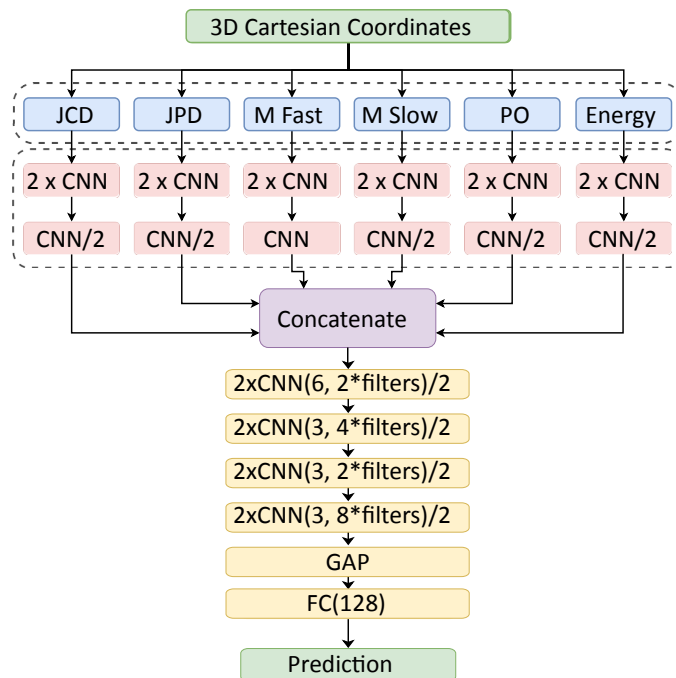 3D Cartesian Coordinates
JCD JPD M Fast M Slow PO Energy
2 x CNN 2 x CNN 2 x CNN 2 x CNN 2 x CNN 2 x CNN
CNN/2 CNN/2 CNN CNN/2 CNN/2 CNN/2
Concatenate
2xCNN(6, 2*filters)/2
2xCNN(3, 4*filters)/2
2xCNN(3, 2*filters)/2
2xCNN(3, 8*filters)/2
GAP
FC(128)
Prediction